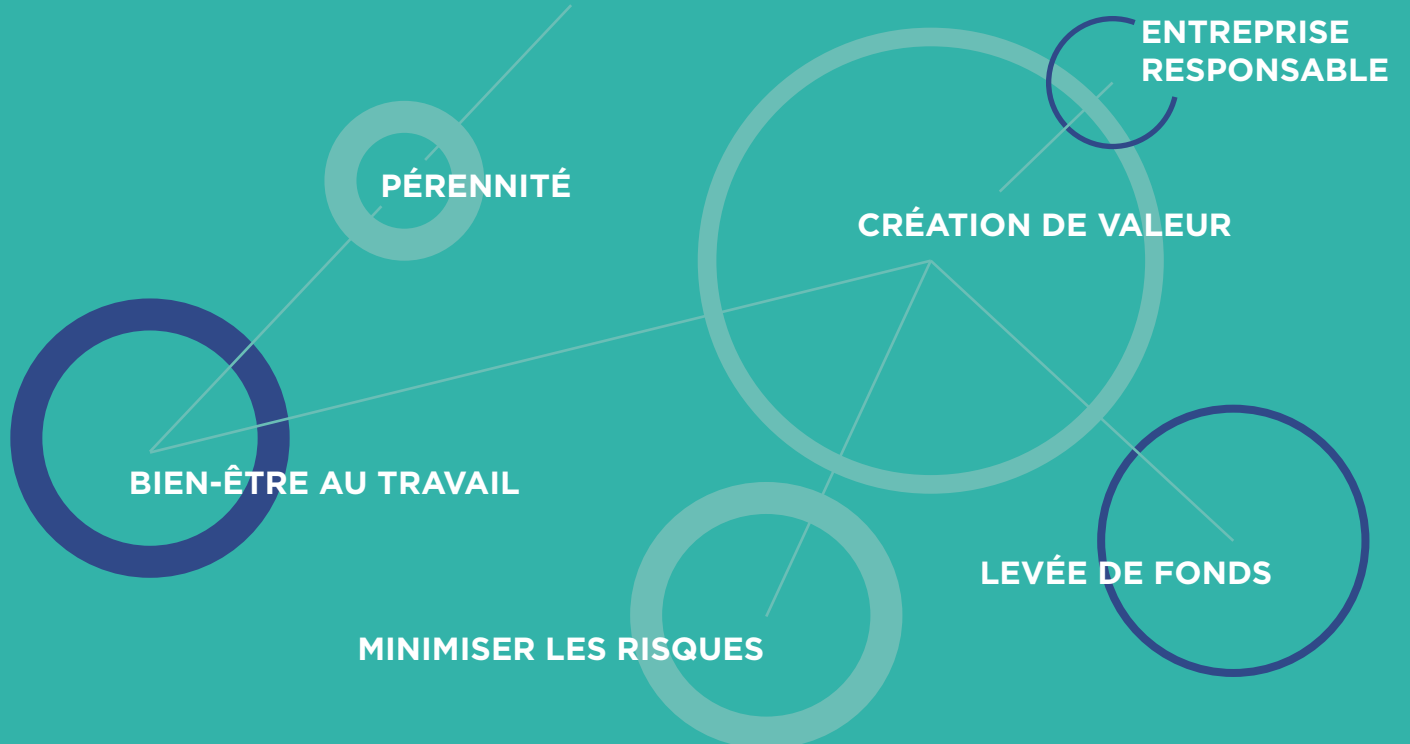 ENTREPRISE
RESPONSABLE
PÉRENNITÉ
CRÉATION DE VALEUR
BIEN-ÊTRE AU TRAVAIL
LEVÉE DE FONDS
MINIMISER LES RISQUES